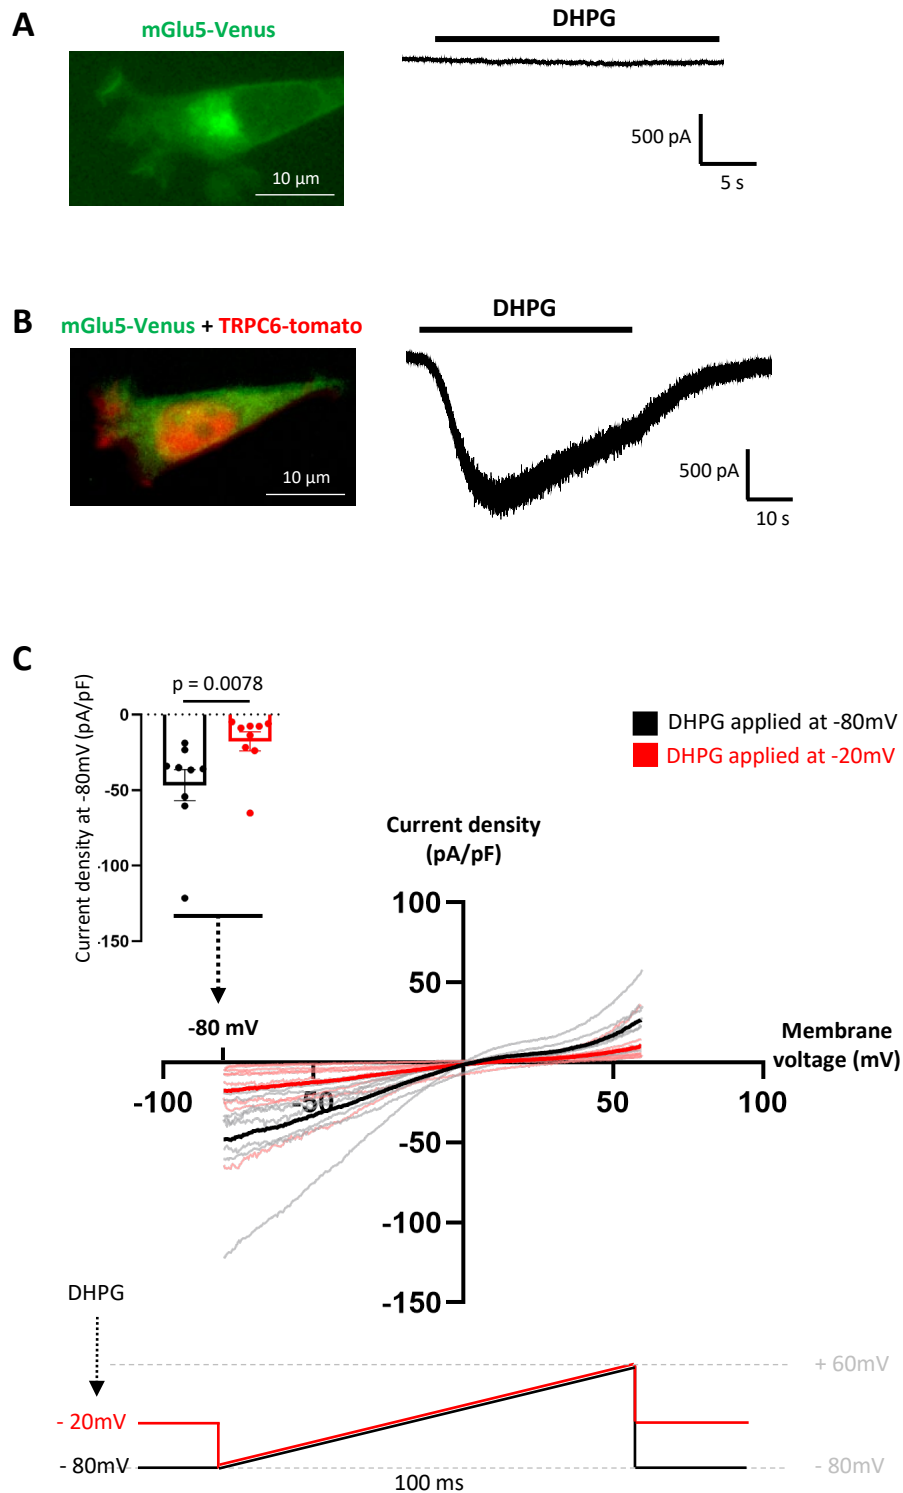 A
mGlu5-Venus
DHPG
10 µm
500 pA
5 s
B
mGlu5-Venus + TRPC6-tomato
DHPG
10 µm
500 pA
10 s
C
p = 0.0078
Current density at -80mV (pA/pF)
0
-50
-100
-150
DHPG applied at -80mV
DHPG applied at -20mV
Current density
(pA/pF)
100
50
-80 mV
Membrane
voltage (mV)
-100
-50
50
100
-50
-100
-150
DHPG
+ 60mV
- 20mV
- 80mV
- 80mV
100 ms